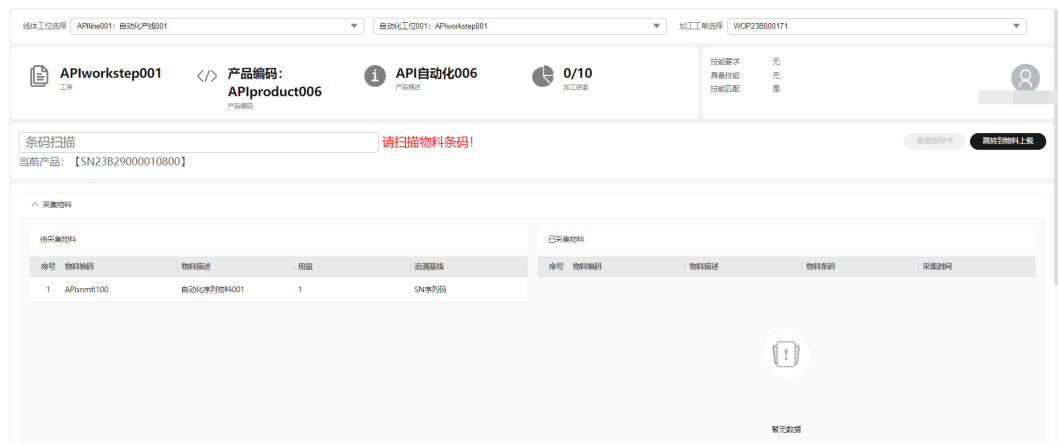 线体工位选择 APIline001：自动化产线001 自动化工位001：APIworkstep001 加工工单选择 WOP23B000171
APIworkstep001
工序
</> 产品编码：
APIproduct006
产品编码
API自动化006
产品描述
0/10
加工进度
技能要求 无
具备技能 无
技能匹配 是
条码扫描 请扫描物料条码！ 查看指导书 跳转到物料上载
当前产品：【SN23B29000010800】
采集物料
待采集物料
序号 物料编码 物料描述 用量 追溯基线
1 APIsnmtl100 自动化序列物料001 1 SN序列码
已采集物料
序号 物料编码 物料描述 物料条码 采集时间
暂无数据